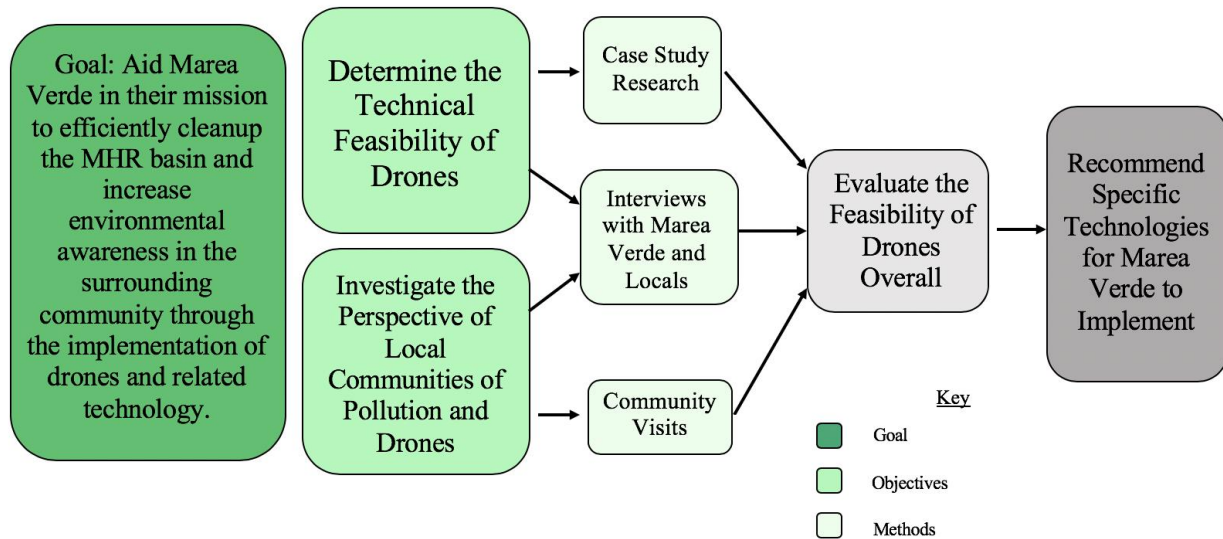 Goal: Aid Marea
Verde in their mission
to efficiently cleanup
the MHR basin and
increase
environmental
awareness in the
surrounding
community through
the implementation of
drones and related
technology.
Determine the
Technical
Feasibility of
Drones
Investigate the
Perspective of
Local
Communities of
Pollution and
Drones
Case Study
Research
Interviews
with Marea
Verde and
Locals
Community
Visits
Evaluate the
Feasibility of
Drones
Overall
Recommend
Specific
Technologies
for Marea
Verde to
Implement
Key
Goal
Objectives
Methods